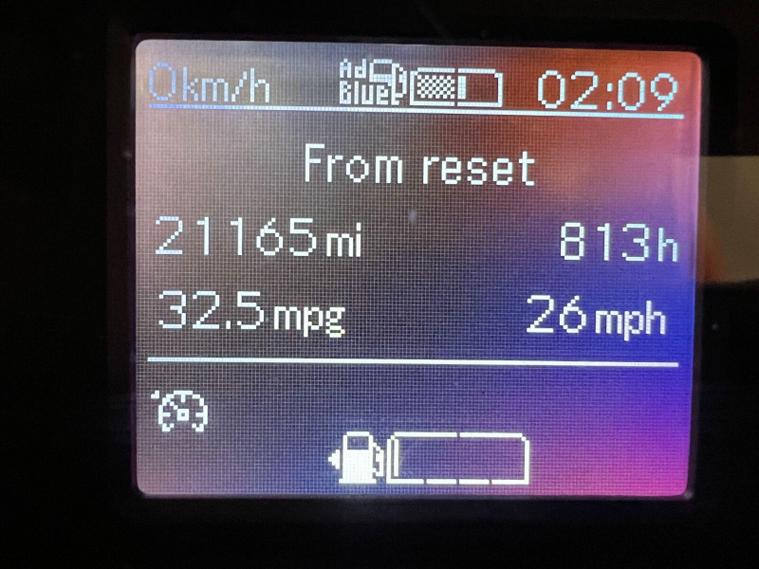 0km/h AdBlue 02:09
From reset
21165mi 813h
32.5mpg 26mph